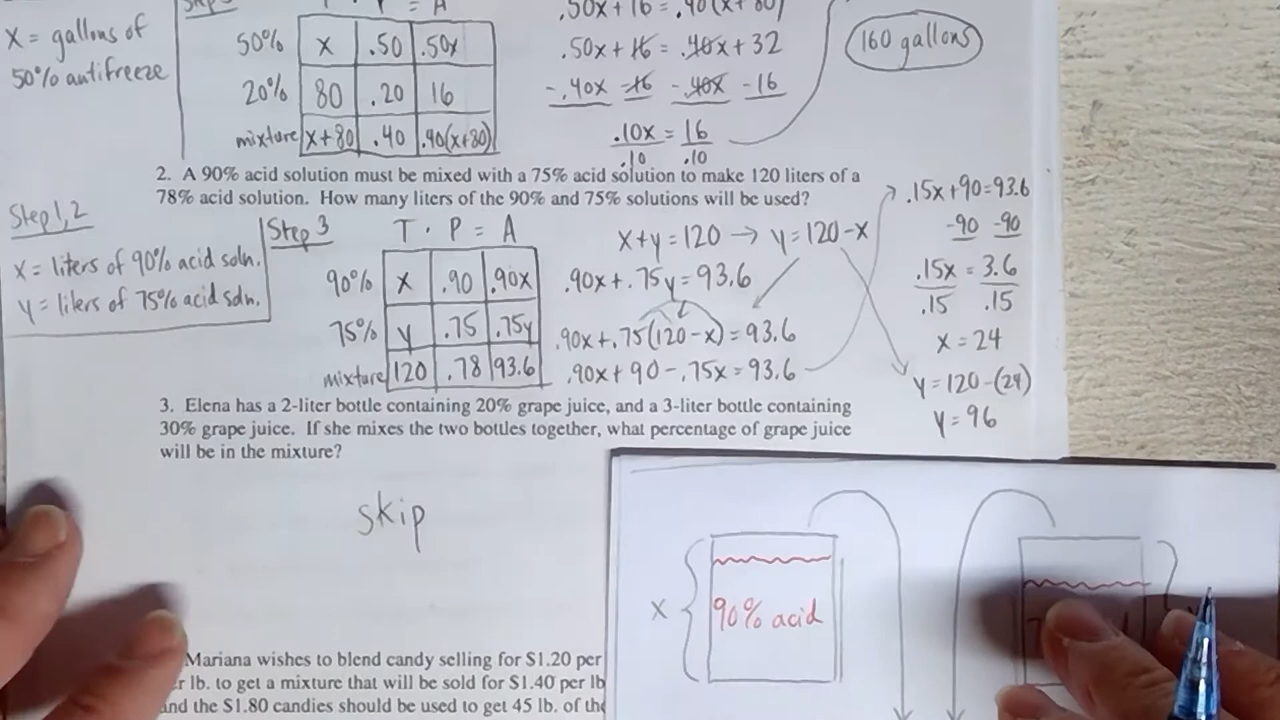 X = gallons of
50% antifreeze
T · P = A
50% x .50 .50x
20% 80 .20 16
mixture x+80 .40 .40(x+80)
.50x + 16 = .40(x+80)
.50x + 16 = .40x + 32
-.40x -16 -.40x -16
.10x = 16
.10 .10
160 gallons
2. A 90% acid solution must be mixed with a 75% acid solution to make 120 liters of a
78% acid solution. How many liters of the 90% and 75% solutions will be used?
Step 1,2
X = liters of 90% acid soln.
y = liters of 75% acid soln.
Step 3
T · P = A
90% x .90 .90x
75% y .75 .75y
mixture 120 .78 93.6
x + y = 120 → y = 120 - x
.90x + .75y = 93.6
.90x + .75(120 - x) = 93.6
.90x + 90 - .75x = 93.6
.15x + 90 = 93.6
-90 -90
.15x = 3.6
.15 .15
x = 24
y = 120 - (24)
y = 96
3. Elena has a 2-liter bottle containing 20% grape juice, and a 3-liter bottle containing
30% grape juice. If she mixes the two bottles together, what percentage of grape juice
will be in the mixture?
skip
Mariana wishes to blend candy selling for $1.20 per
lb. to get a mixture that will be sold for $1.40 per lb
and the $1.80 candies should be used to get 45 lb. of
X
90% acid